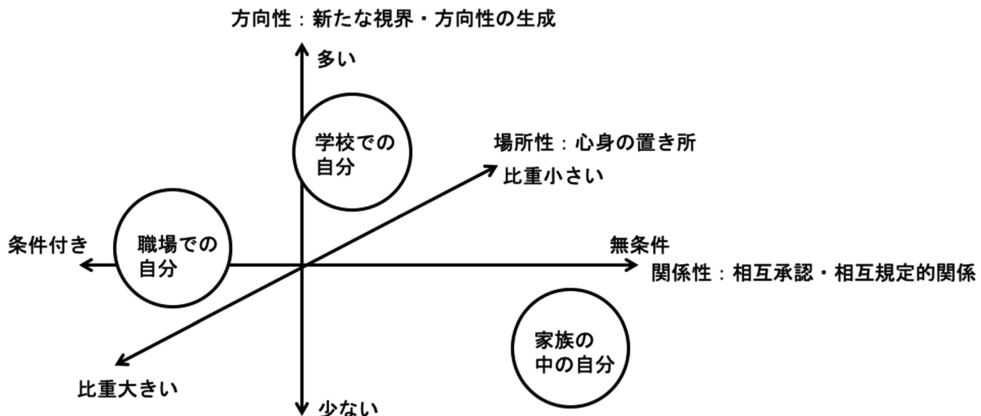 方向性：新たな視界・方向性の生成
多い
学校での
自分
場所性：心身の置き所
比重小さい
職場での
自分
条件付き
無条件
関係性：相互承認・相互規定的関係
家族の
中の自分
比重大きい
少ない